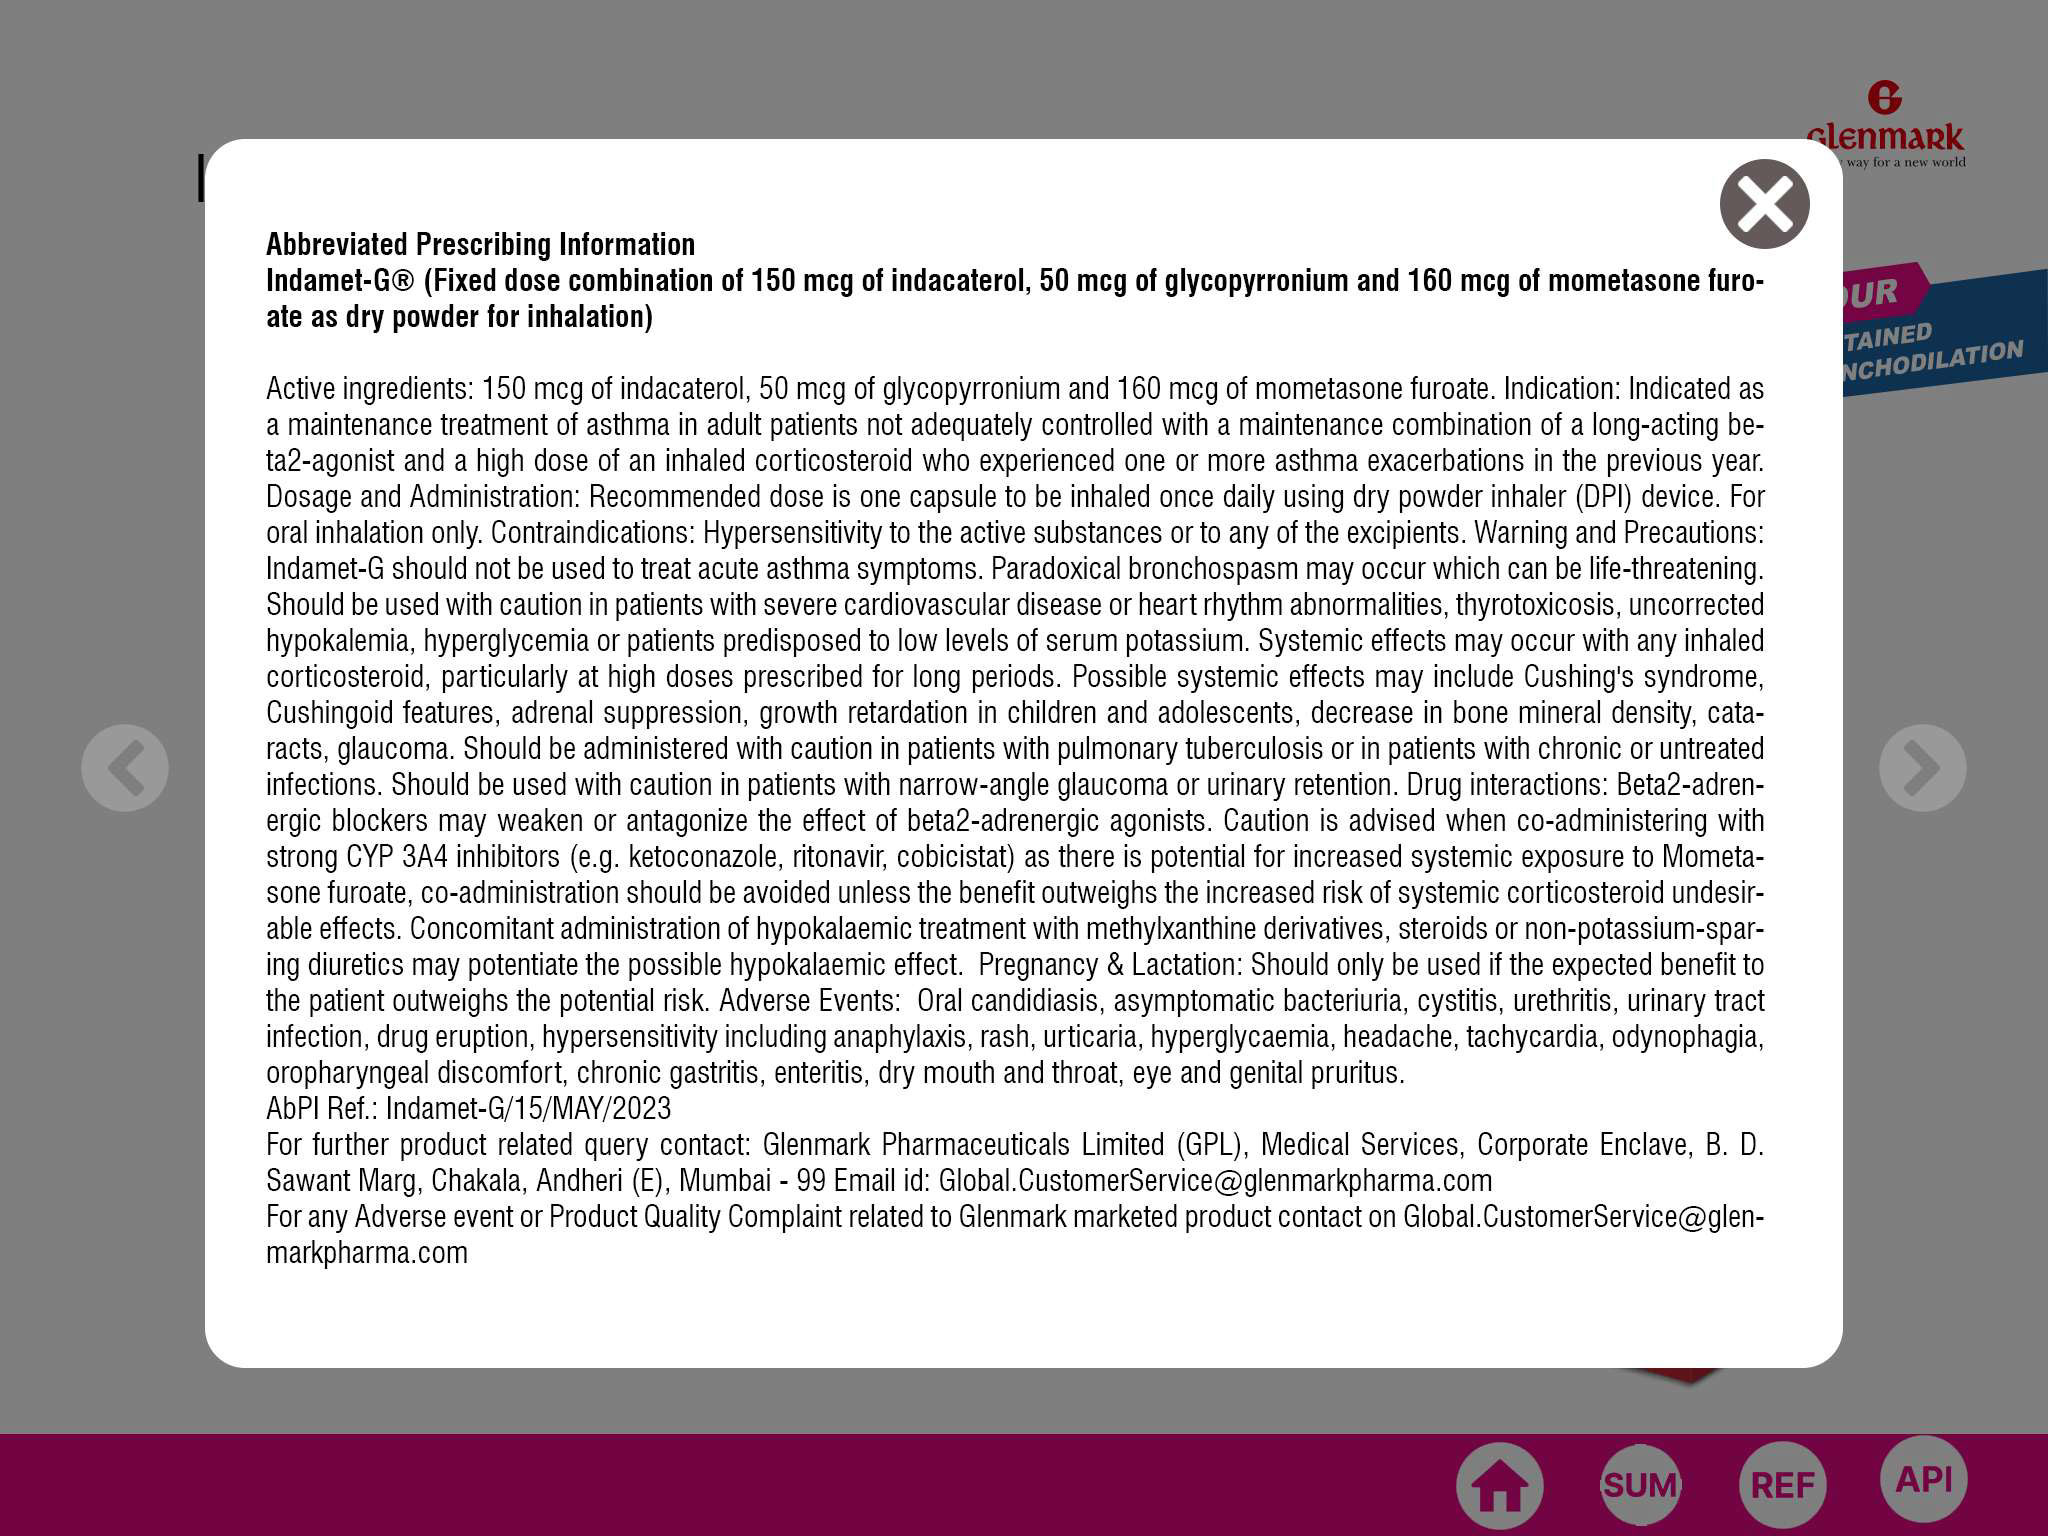 Glenmark
way for a new world
Abbreviated Prescribing Information
Indamet-G® (Fixed dose combination of 150 mcg of indacaterol, 50 mcg of glycopyrronium and 160 mcg of mometasone furo-
ate as dry powder for inhalation)
OUR
TAINED
NCHODILATION
Active ingredients: 150 mcg of indacaterol, 50 mcg of glycopyrronium and 160 mcg of mometasone furoate. Indication: Indicated as
a maintenance treatment of asthma in adult patients not adequately controlled with a maintenance combination of a long-acting be-
ta2-agonist and a high dose of an inhaled corticosteroid who experienced one or more asthma exacerbations in the previous year.
Dosage and Administration: Recommended dose is one capsule to be inhaled once daily using dry powder inhaler (DPI) device. For
oral inhalation only. Contraindications: Hypersensitivity to the active substances or to any of the excipients. Warning and Precautions:
Indamet-G should not be used to treat acute asthma symptoms. Paradoxical bronchospasm may occur which can be life-threatening.
Should be used with caution in patients with severe cardiovascular disease or heart rhythm abnormalities, thyrotoxicosis, uncorrected
hypokalemia, hyperglycemia or patients predisposed to low levels of serum potassium. Systemic effects may occur with any inhaled
corticosteroid, particularly at high doses prescribed for long periods. Possible systemic effects may include Cushing's syndrome,
Cushingoid features, adrenal suppression, growth retardation in children and adolescents, decrease in bone mineral density, cata-
racts, glaucoma. Should be administered with caution in patients with pulmonary tuberculosis or in patients with chronic or untreated
infections. Should be used with caution in patients with narrow-angle glaucoma or urinary retention. Drug interactions: Beta2-adren-
ergic blockers may weaken or antagonize the effect of beta2-adrenergic agonists. Caution is advised when co-administering with
strong CYP 3A4 inhibitors (e.g. ketoconazole, ritonavir, cobicistat) as there is potential for increased systemic exposure to Mometa-
sone furoate, co-administration should be avoided unless the benefit outweighs the increased risk of systemic corticosteroid undesir-
able effects. Concomitant administration of hypokalaemic treatment with methylxanthine derivatives, steroids or non-potassium-spar-
ing diuretics may potentiate the possible hypokalaemic effect.  Pregnancy & Lactation: Should only be used if the expected benefit to
the patient outweighs the potential risk. Adverse Events:  Oral candidiasis, asymptomatic bacteriuria, cystitis, urethritis, urinary tract
infection, drug eruption, hypersensitivity including anaphylaxis, rash, urticaria, hyperglycaemia, headache, tachycardia, odynophagia,
oropharyngeal discomfort, chronic gastritis, enteritis, dry mouth and throat, eye and genital pruritus.
AbPI Ref.: Indamet-G/15/MAY/2023
For further product related query contact: Glenmark Pharmaceuticals Limited (GPL), Medical Services, Corporate Enclave, B. D.
Sawant Marg, Chakala, Andheri (E), Mumbai - 99 Email id: Global.CustomerService@glenmarkpharma.com
For any Adverse event or Product Quality Complaint related to Glenmark marketed product contact on Global.CustomerService@glen-
markpharma.com
SUM
REF
API